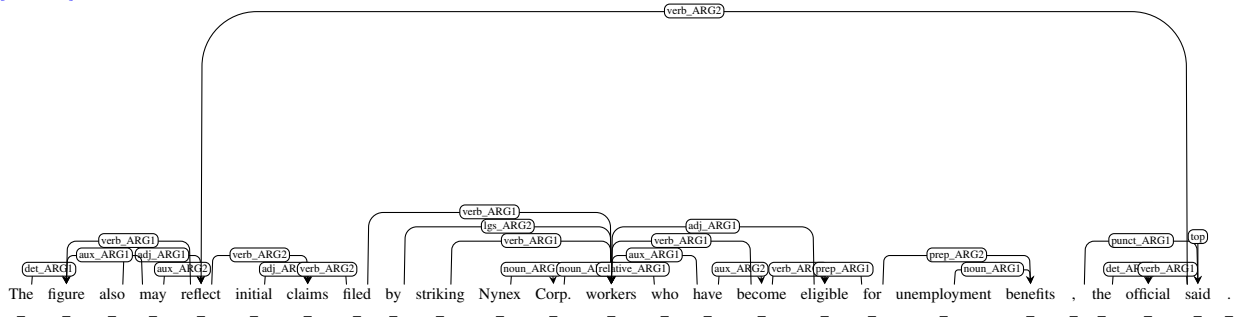 verb_ARG2
verb_ARG1
lgs_ARG2 adj_ARG1
verb_ARG1 verb_ARG1 verb_ARG1 punct_ARG1 top
aux_ARG1 adj_ARG1 verb_ARG2 aux_ARG1 prep_ARG2
det_ARG1 aux_ARG2 verb_ARG2 relative_ARG1 aux_ARG2 prep_ARG1 noun_ARG1 verb_ARG1
The figure also may reflect initial claims filed by striking Nynex Corp. workers who have become eligible for unemployment benefits , the official said .